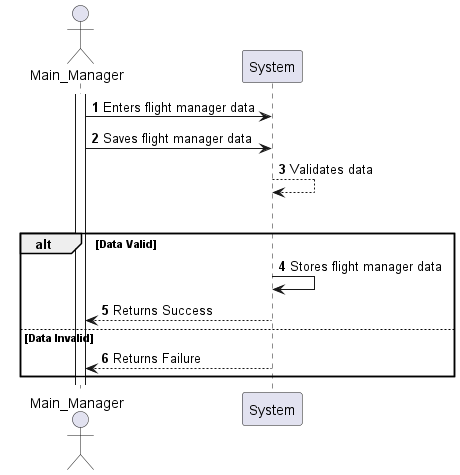 Main_Manager
System
1 Enters flight manager data
2 Saves flight manager data
3 Validates data
alt [Data Valid]
4 Stores flight manager data
5 Returns Success
[Data Invalid]
6 Returns Failure
Main_Manager
System